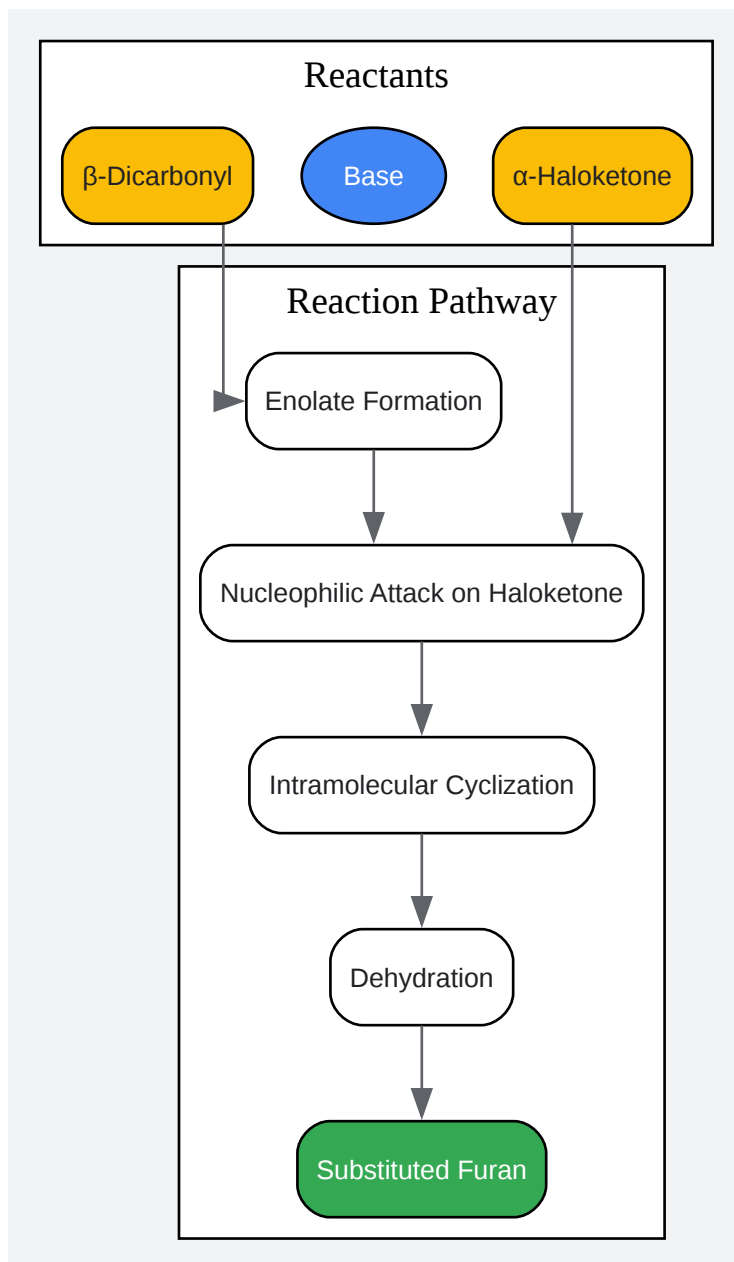 Reactants
β-Dicarbonyl
Base
α-Haloketone
Reaction Pathway
Enolate Formation
Nucleophilic Attack on Haloketone
Intramolecular Cyclization
Dehydration
Substituted Furan